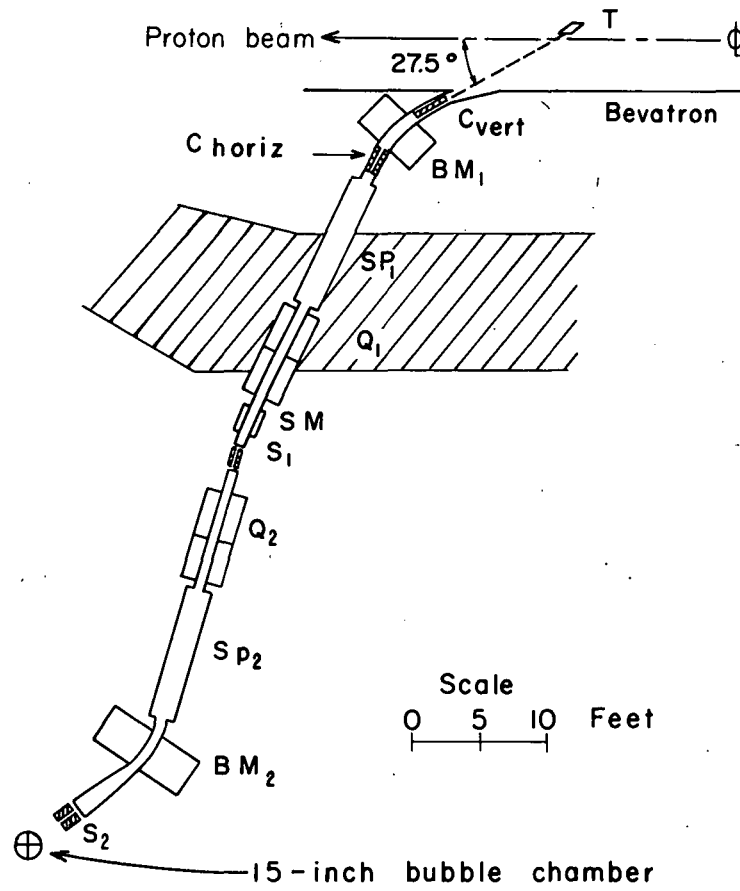 T
Proton beam
₵
27.5°
C vert
Bevatron
C horiz
BM₁
SP₁
Q₁
SM
S₁
Q₂
Sp₂
Scale
0 5 10 Feet
BM₂
S₂
15-inch bubble chamber